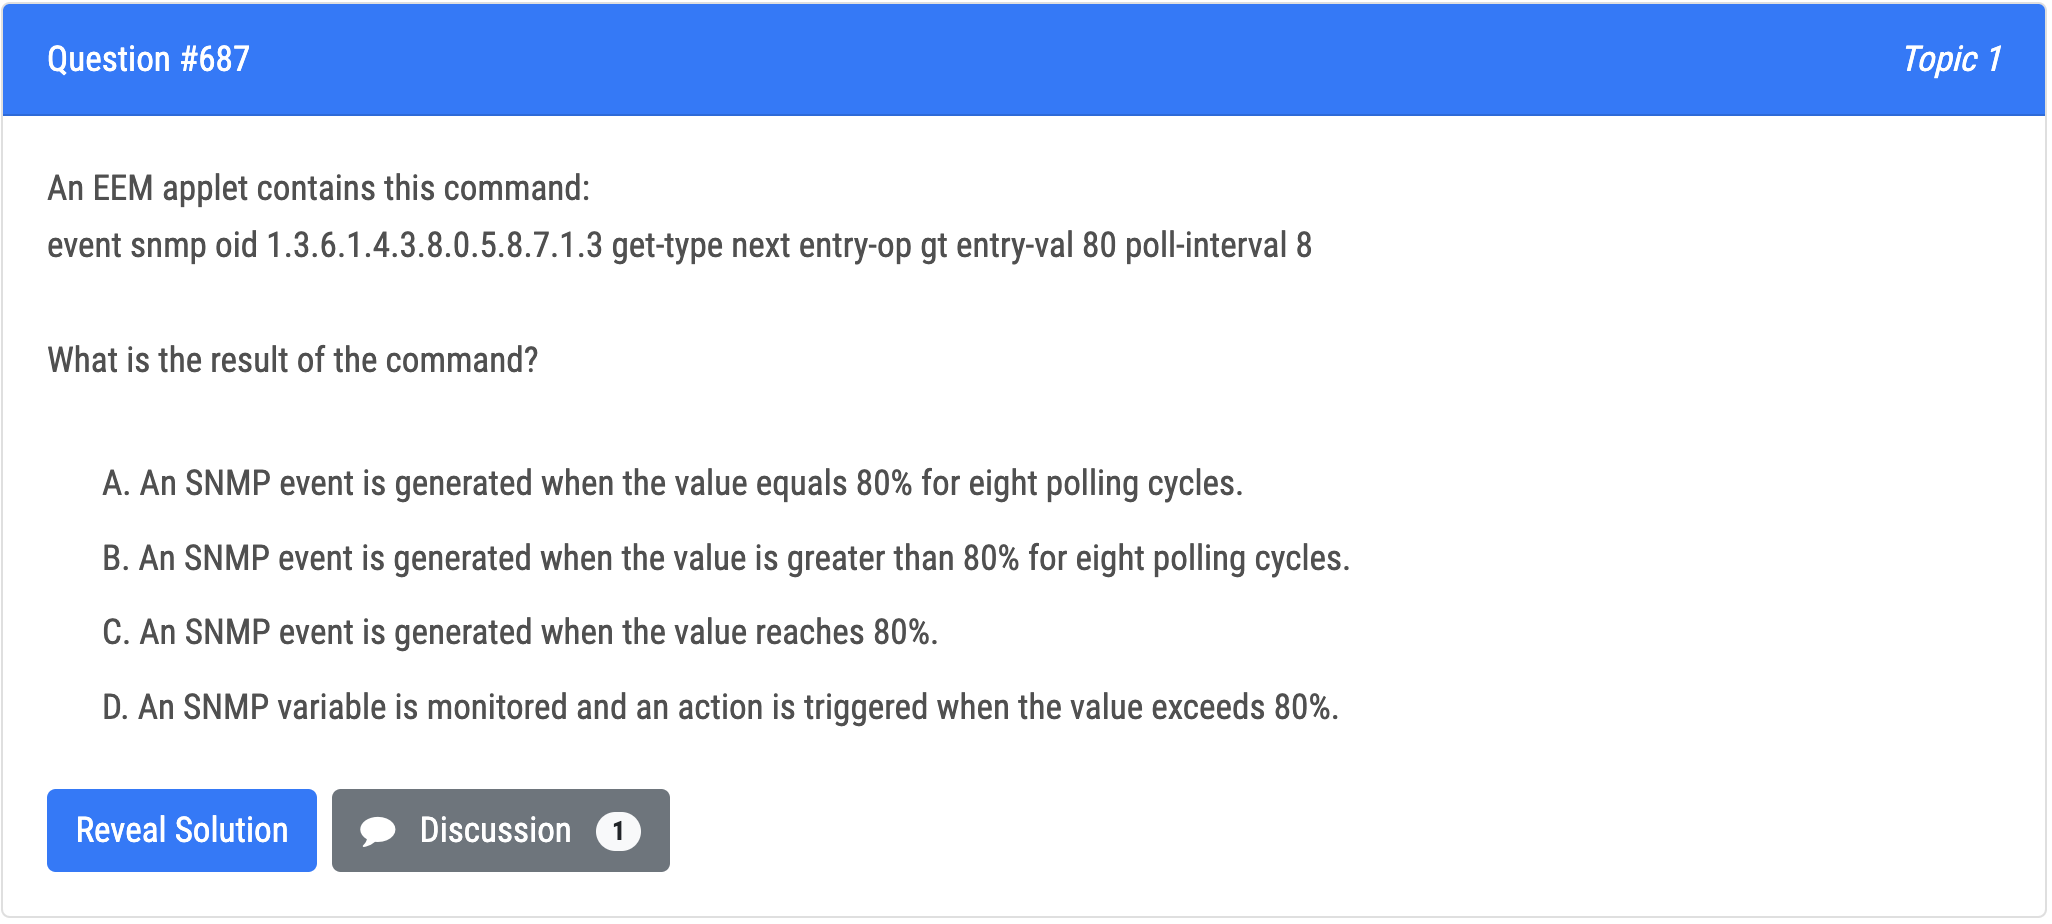 Question #687
Topic 1
An EEM applet contains this command:
event snmp oid 1.3.6.1.4.3.8.0.5.8.7.1.3 get-type next entry-op gt entry-val 80 poll-interval 8
What is the result of the command?
A. An SNMP event is generated when the value equals 80% for eight polling cycles.
B. An SNMP event is generated when the value is greater than 80% for eight polling cycles.
C. An SNMP event is generated when the value reaches 80%.
D. An SNMP variable is monitored and an action is triggered when the value exceeds 80%.
Reveal Solution
Discussion 1